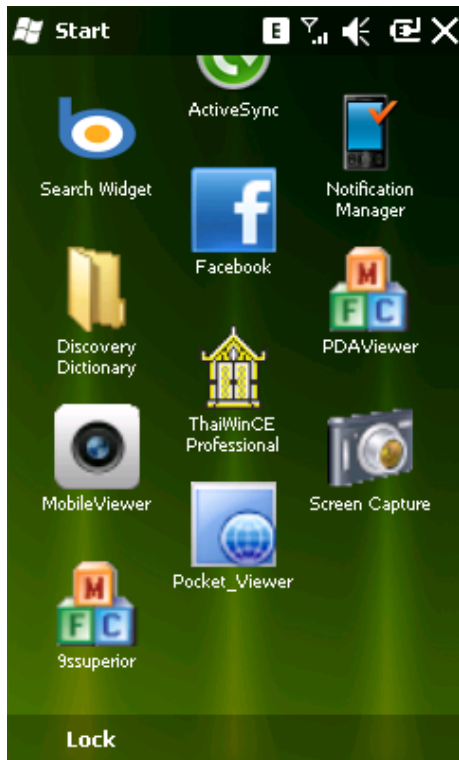 Start
E
ActiveSync
Search Widget
Notification
Manager
Facebook
Discovery
Dictionary
M
F C
PDAViewer
ThaiWinCE
Professional
MobileViewer
Screen Capture
Pocket_Viewer
M
F C
9ssuperior
Lock